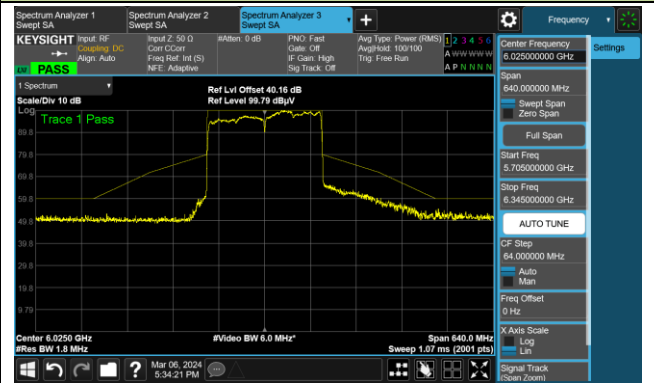 Spectrum Analyzer 1
Swept SA
Spectrum Analyzer 2
Swept SA
Spectrum Analyzer 3
Swept SA
+
Frequency
KEYSIGHT
Input: RF
Coupling: DC
Align: Auto
Input Z: 50 Ω
Corr CCorr
Freq Ref: Int (S)
NFE: Adaptive
#Atten: 0 dB
PNO: Fast
Gate: Off
IF Gain: High
Sig Track: Off
Avg Type: Power (RMS)
Avg|Hold: 100/100
Trig: Free Run
1 2 3 4 5 6
A W W W W W
A P N N N N
PASS
1 Spectrum
Scale/Div 10 dB
Ref Lvl Offset 40.16 dB
Ref Level 99.79 dBµV
Log
Trace 1 Pass
89.8
79.8
69.8
59.8
49.8
39.8
29.8
19.8
9.79
Center 6.0250 GHz
#Res BW 1.8 MHz
#Video BW 6.0 MHz*
Span 640.0 MHz
Sweep 1.07 ms (2001 pts)
Center Frequency
6.025000000 GHz
Settings
Span
640.000000 MHz
Swept Span
Zero Span
Full Span
Start Freq
5.705000000 GHz
Stop Freq
6.345000000 GHz
AUTO TUNE
CF Step
64.000000 MHz
Auto
Man
Freq Offset
0 Hz
X Axis Scale
Log
Lin
Signal Track
(Span Zoom)
?
Mar 06, 2024
5:34:21 PM